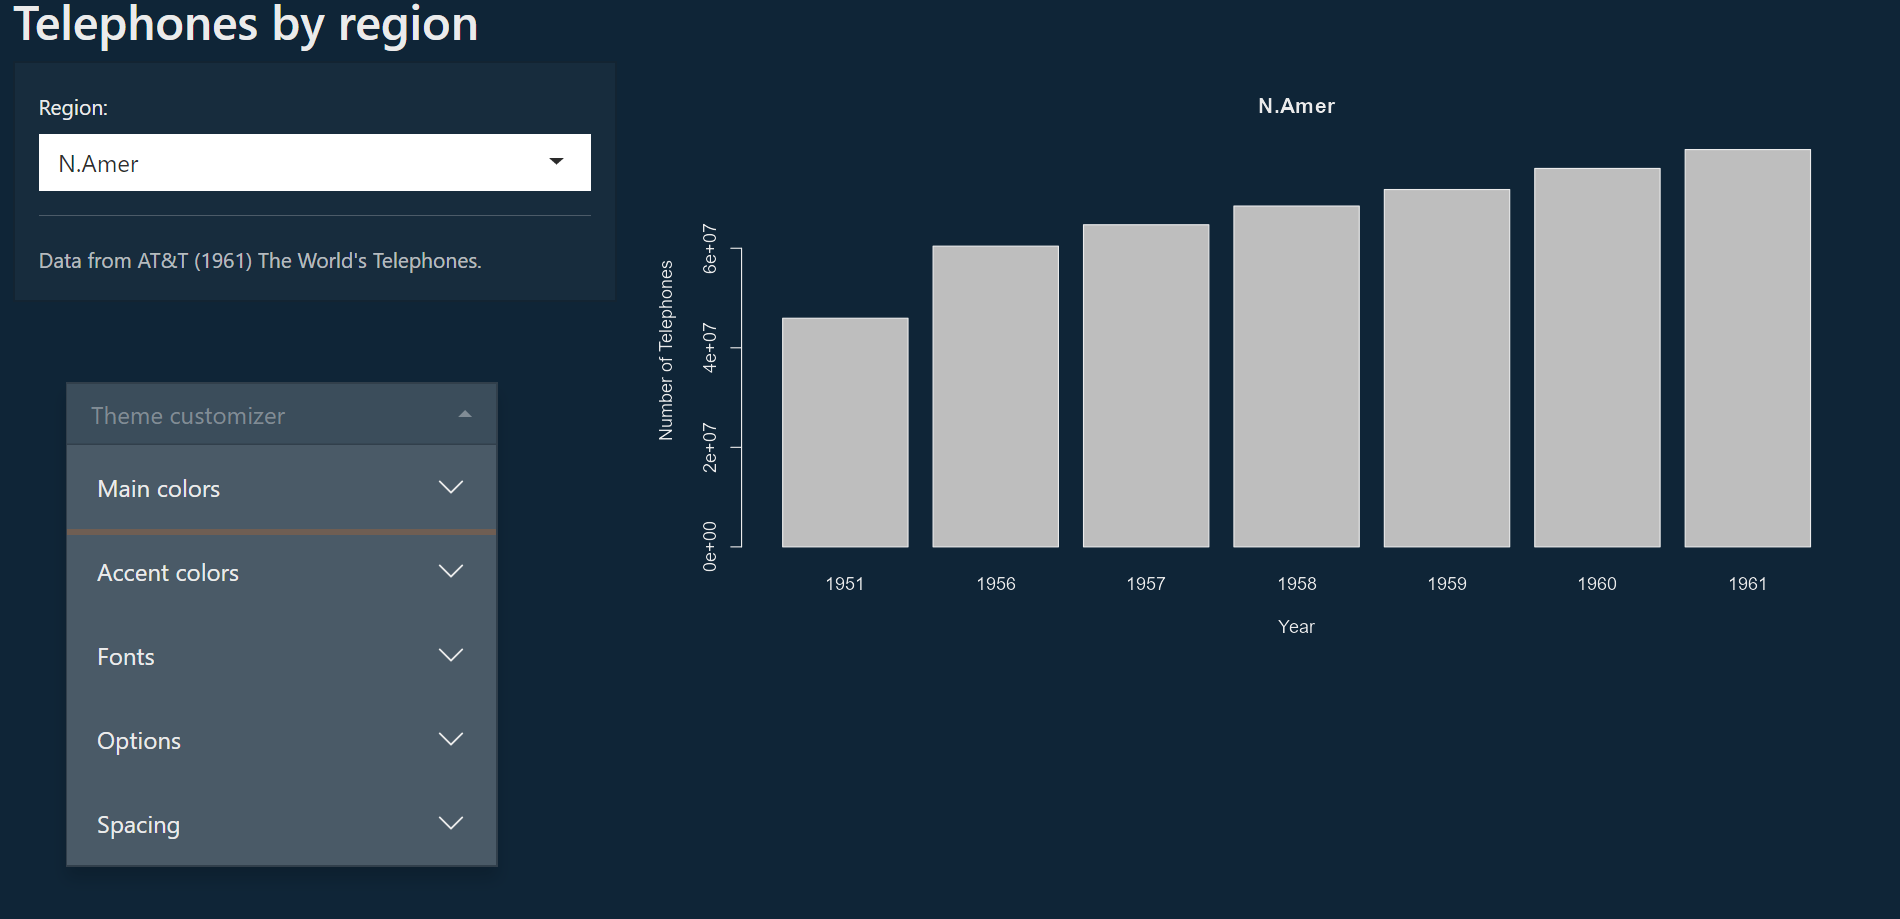 Telephones by region
Region:
N.Amer
Data from AT&T (1961) The World's Telephones.
Theme customizer
Main colors
Accent colors
Fonts
Options
Spacing
N.Amer
Number of Telephones
6e+07
4e+07
2e+07
0e+00
1951 1956 1957 1958 1959 1960 1961
Year